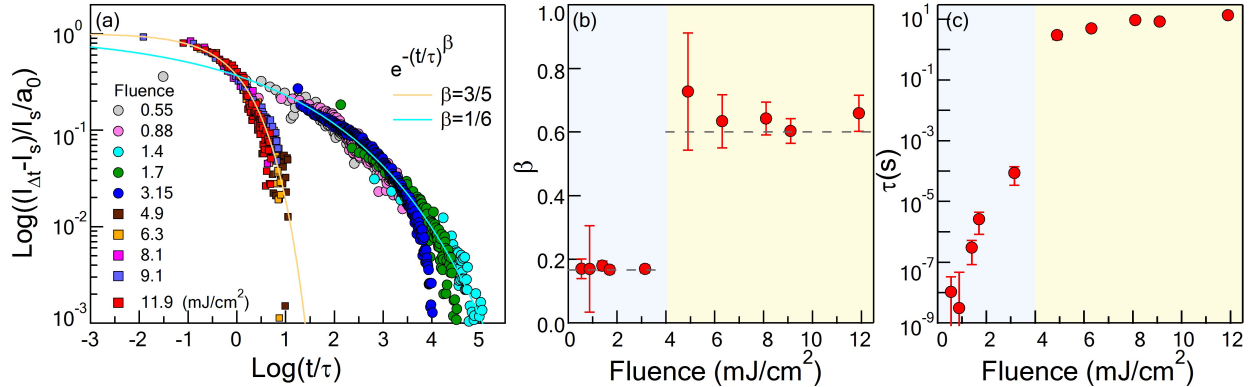 (a)
Log((I_Δt-I_s)/I_s/a_0)
10^0
10^-1
10^-2
10^-3
-3 -2 -1 0 1 2 3 4 5 6
Log(t/τ)
Fluence
0.55
0.88
1.4
1.7
3.15
4.9
6.3
8.1
9.1
11.9 (mJ/cm^2)
e^-(t/τ)^β
β=3/5
β=1/6
(b)
β
1.0
0.8
0.6
0.4
0.2
0.0
0 2 4 6 8 10 12
Fluence (mJ/cm^2)
(c)
τ(s)
10^1
10^-1
10^-3
10^-5
10^-7
10^-9
0 2 4 6 8 10 12
Fluence (mJ/cm^2)